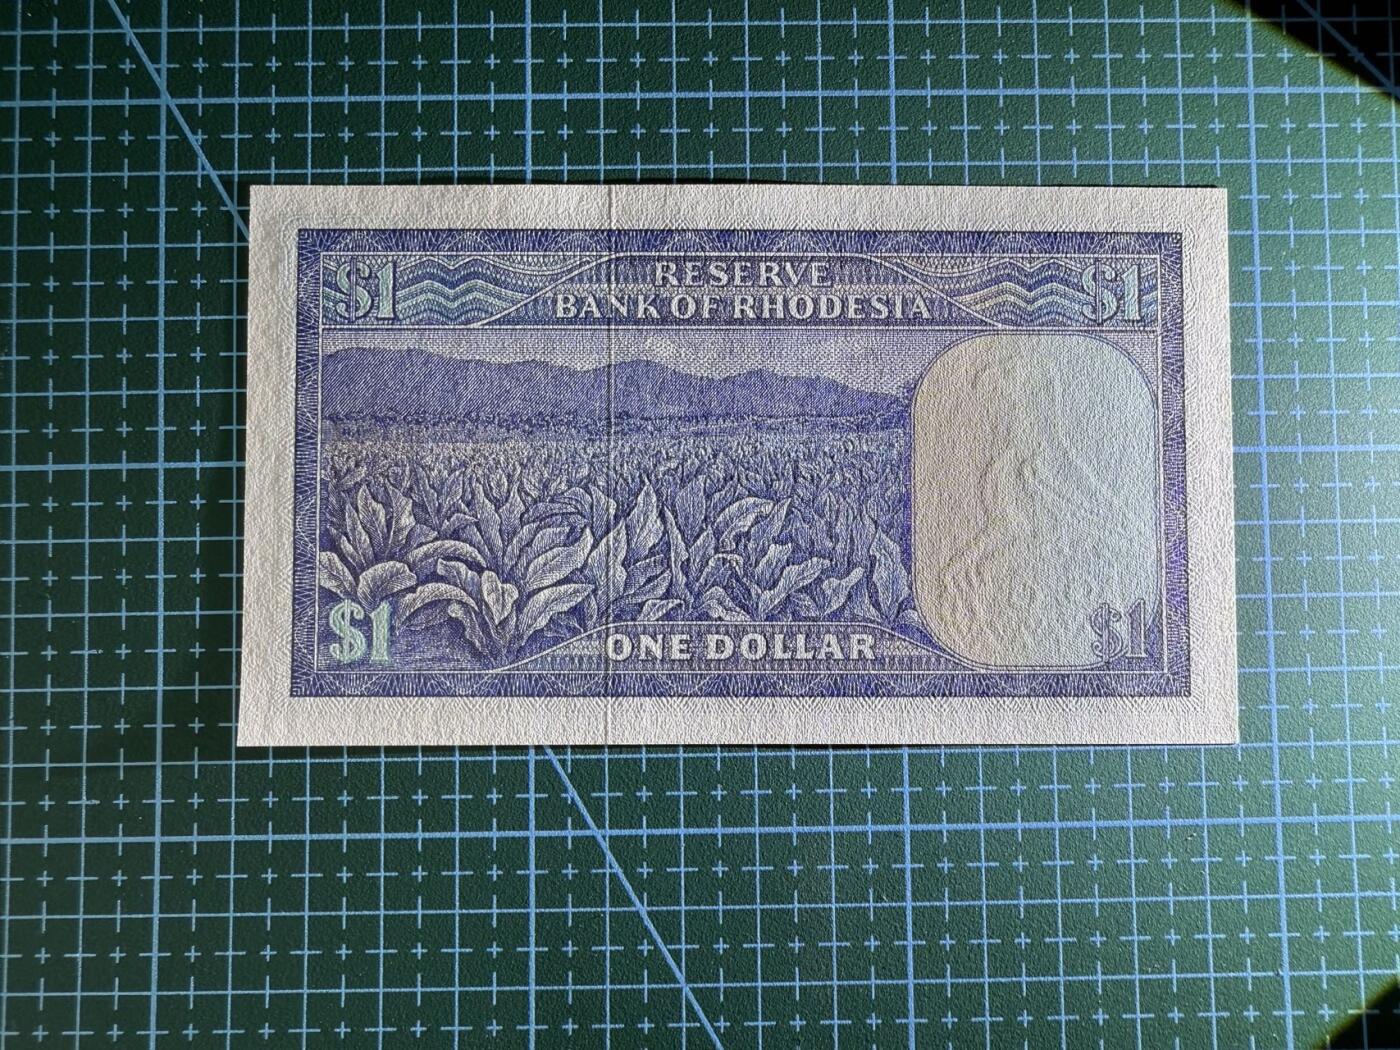 $1 RESERVE $1
BANK OF RHODESIA
$1 ONE DOLLAR $1